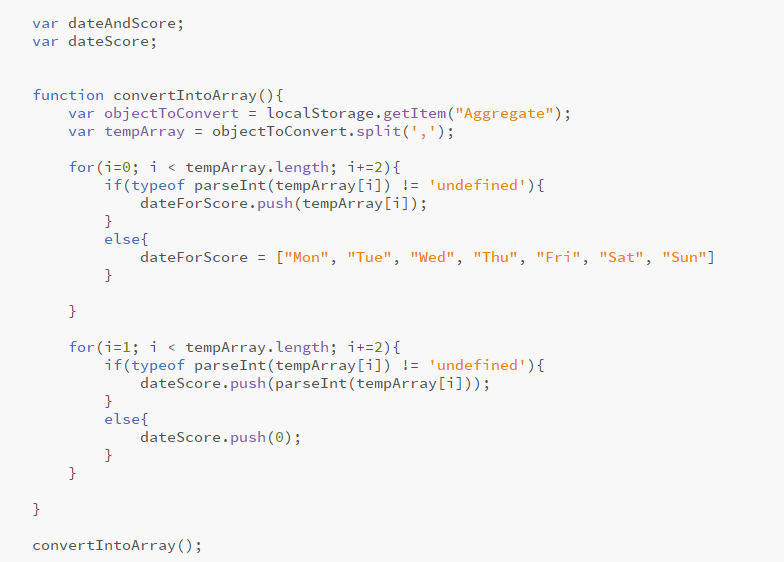 var dateAndScore;
var dateScore;
function convertIntoArray(){
var objectToConvert = localStorage.getItem("Aggregate");
var tempArray = objectToConvert.split(',');
for(i=0; i < tempArray.length; i+=2){
if(typeof parseInt(tempArray[i]) != 'undefined'){
dateForScore.push(tempArray[i]);
}
else{
dateForScore = ["Mon", "Tue", "Wed", "Thu", "Fri", "Sat", "Sun"]
}
}
for(i=1; i < tempArray.length; i+=2){
if(typeof parseInt(tempArray[i]) != 'undefined'){
dateScore.push(parseInt(tempArray[i]));
}
else{
dateScore.push(0);
}
}
}
convertIntoArray();